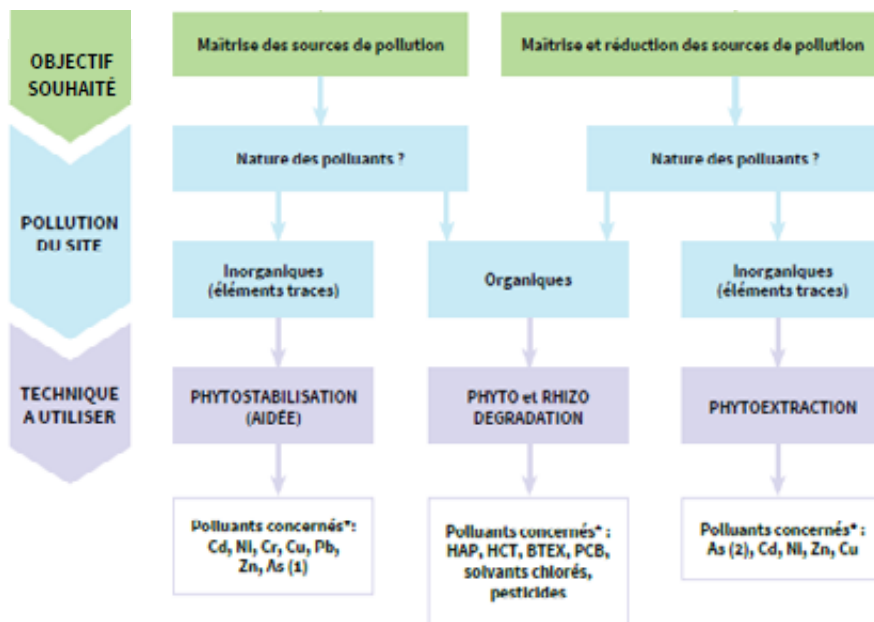 OBJECTIF
SOUHAITÉ
Maîtrise des sources de pollution
Maîtrise et réduction des sources de pollution
POLLUTION
DU SITE
Nature des polluants ?
Nature des polluants ?
Inorganiques
(éléments traces)
Organiques
Inorganiques
(éléments traces)
TECHNIQUE
A UTILISER
PHYTOSTABILISATION
(AIDÉE)
PHYTO et RHIZO
DEGRADATION
PHYTOEXTRACTION
Polluants concernés*:
Cd, Ni, Cr, Cu, Pb,
Zn, As (1)
Polluants concernés* :
HAP, HCT, BTEX, PCB,
solvants chlorés,
pesticides
Polluants concernés* :
As (2), Cd, Ni, Zn, Cu